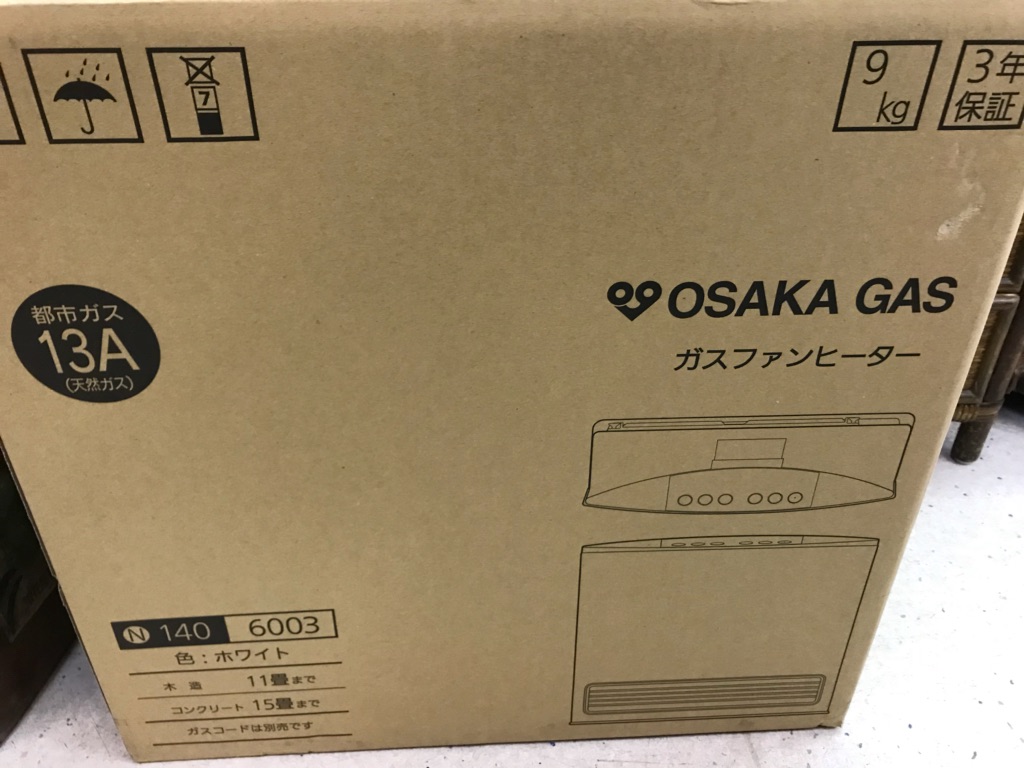 7
9
kg
3年
保証
都市ガス
13A
(天然ガス)
OSAKA GAS
ガスファンヒーター
N 140 6003
色：ホワイト
木造 11畳まで
コンクリート 15畳まで
ガスコードは別売です